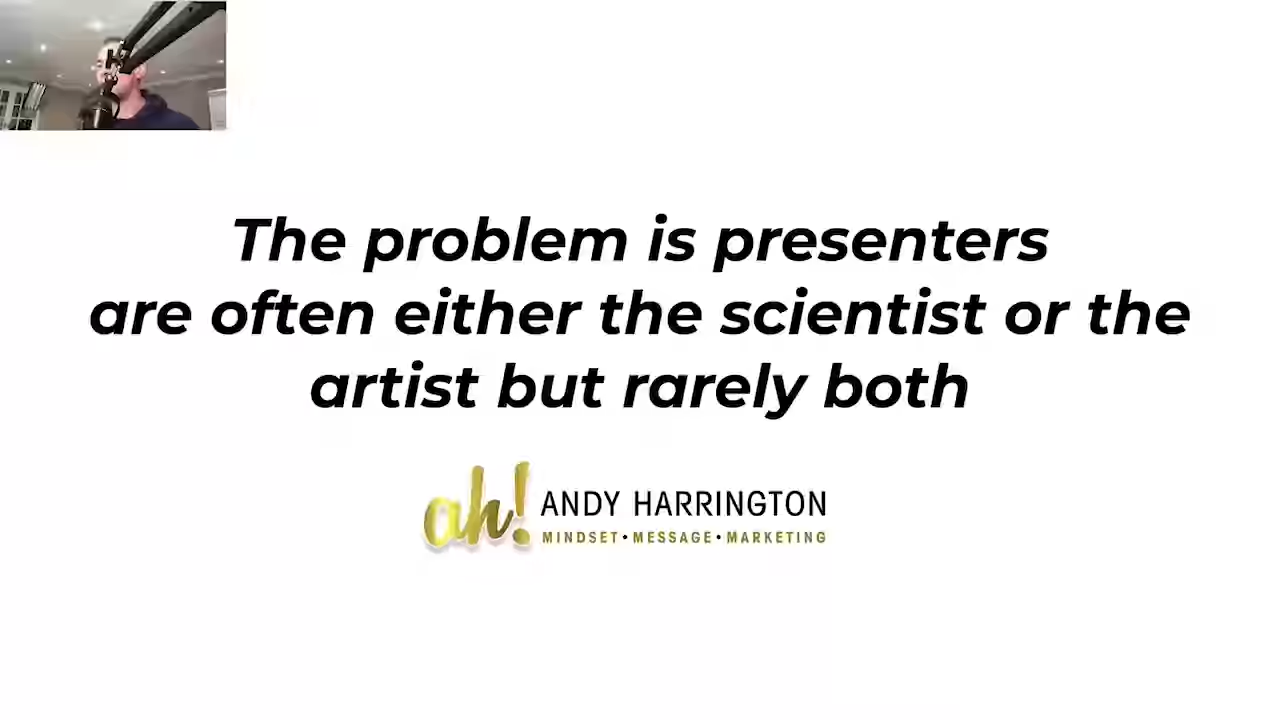 The problem is presenters
are often either the scientist or the
artist but rarely both
ah! ANDY HARRINGTON
MINDSET•MESSAGE•MARKETING